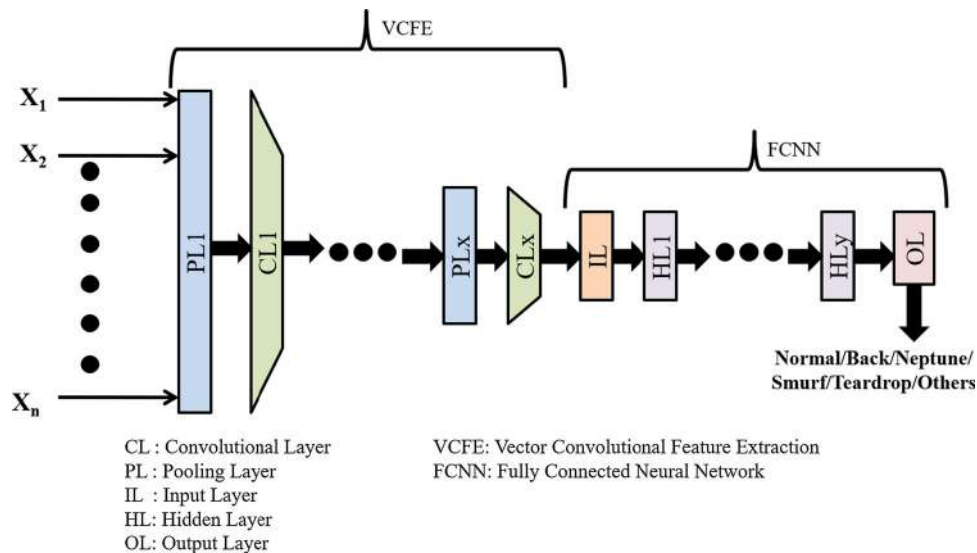 VCFE
X1
X2
Xn
PL1
CL1
PLx
CLx
FCNN
IL
HL1
HLy
OL
Normal/Back/Neptune/
Smurf/Teardrop/Others
CL : Convolutional Layer
PL : Pooling Layer
IL : Input Layer
HL: Hidden Layer
OL: Output Layer
VCFE: Vector Convolutional Feature Extraction
FCNN: Fully Connected Neural Network